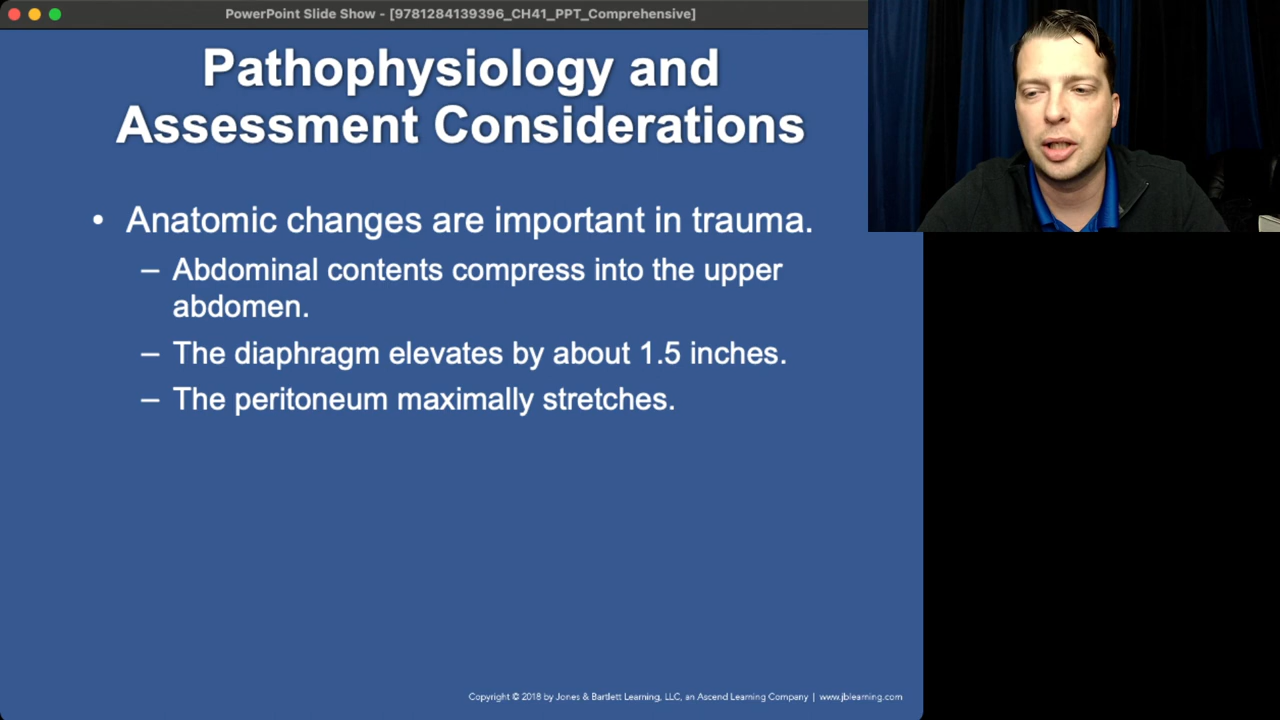 PowerPoint Slide Show - [9781284139396_CH41_PPT_Comprehensive]
Pathophysiology and
Assessment Considerations
• Anatomic changes are important in trauma.
– Abdominal contents compress into the upper
abdomen.
– The diaphragm elevates by about 1.5 inches.
– The peritoneum maximally stretches.
Copyright © 2018 by Jones & Bartlett Learning, LLC, an Ascend Learning Company | www.jblearning.com